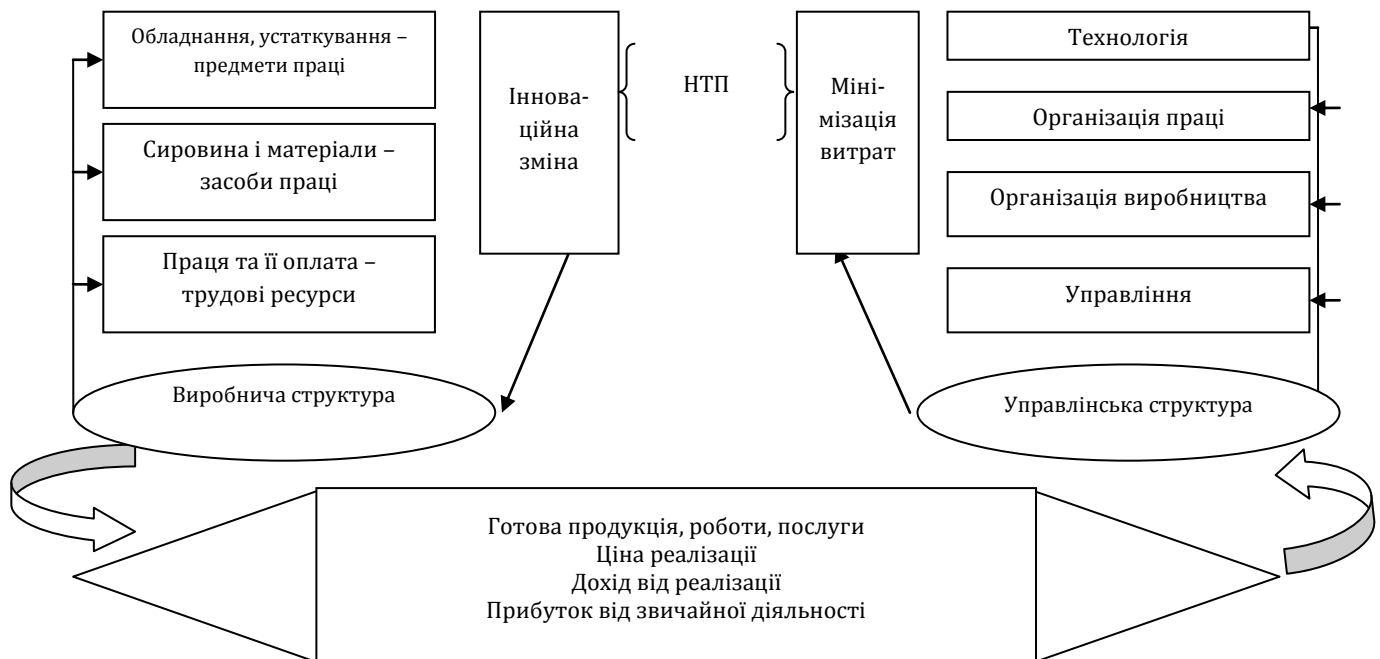 Обладнання, устаткування –
предмети праці
Сировина і матеріали –
засоби праці
Праця та її оплата –
трудові ресурси
Іннова-
ційна
зміна
НТП
Міні-
мізація
витрат
Технологія
Організація праці
Організація виробництва
Управління
Виробнича структура
Управлінська структура
Готова продукція, роботи, послуги
Ціна реалізації
Дохід від реалізації
Прибуток від звичайної діяльності